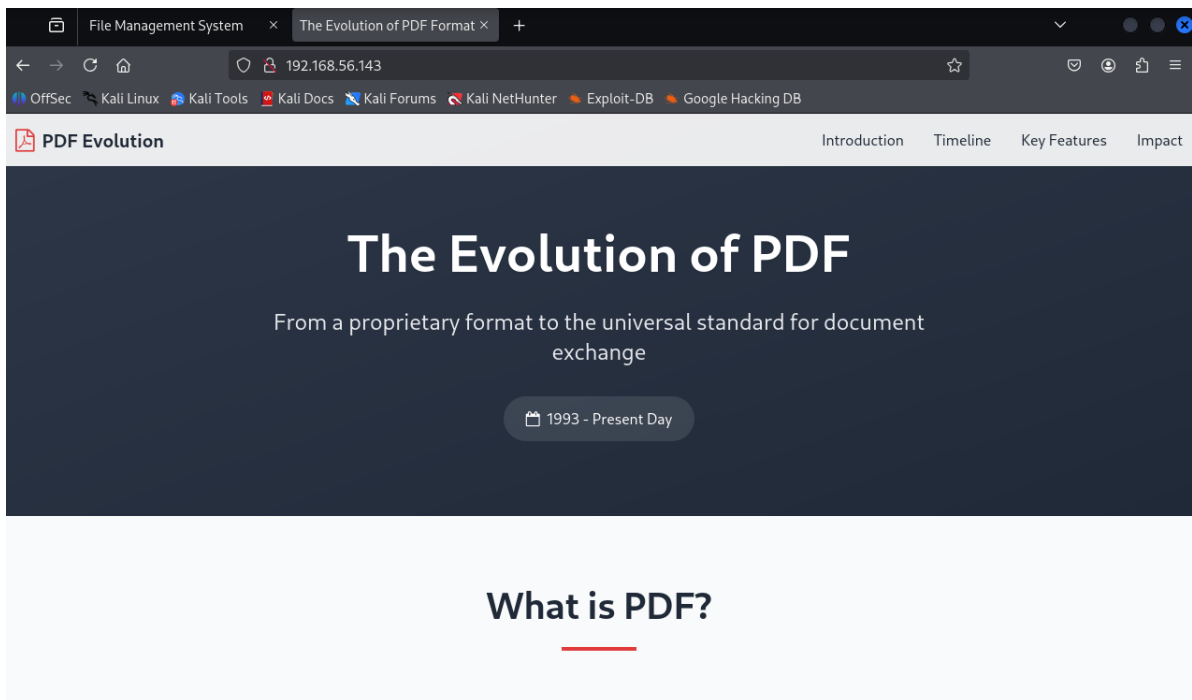 File Management System
The Evolution of PDF Format
192.168.56.143
OffSec Kali Linux Kali Tools Kali Docs Kali Forums Kali NetHunter Exploit-DB Google Hacking DB
PDF Evolution Introduction Timeline Key Features Impact
The Evolution of PDF
From a proprietary format to the universal standard for document
exchange
1993 - Present Day
What is PDF?